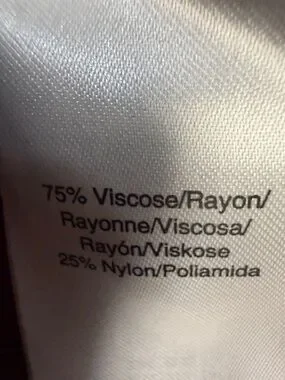 75% Viscose/Rayon/
Rayonne/Viscosa/
Rayón/Viskose
25% Nylon/Poliamida